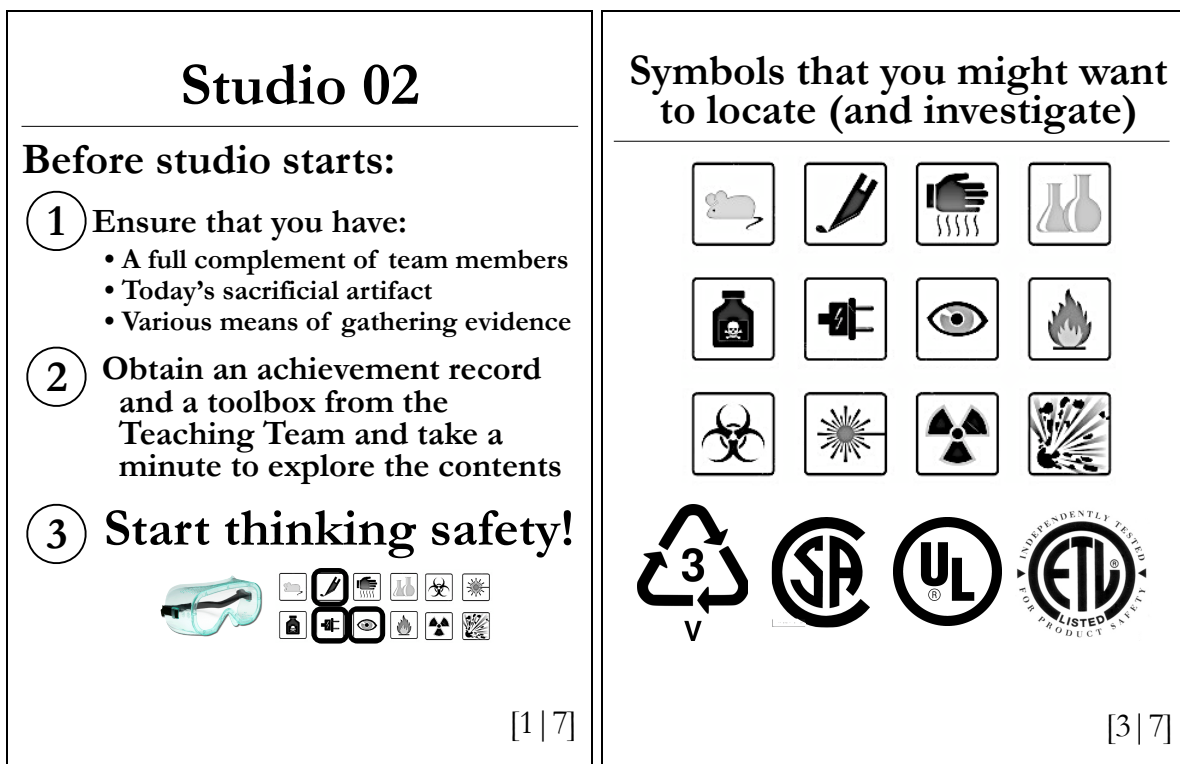 Studio 02
Before studio starts:
1 Ensure that you have:
• A full complement of team members
• Today's sacrificial artifact
• Various means of gathering evidence
2 Obtain an achievement record
and a toolbox from the
Teaching Team and take a
minute to explore the contents
3 Start thinking safety!
[1|7]
Symbols that you might want
to locate (and investigate)
3
V
SA
UL
®
INDEPENDENTLY TESTED
ETL®
LISTED
FOR PRODUCT SAFETY
[3|7]